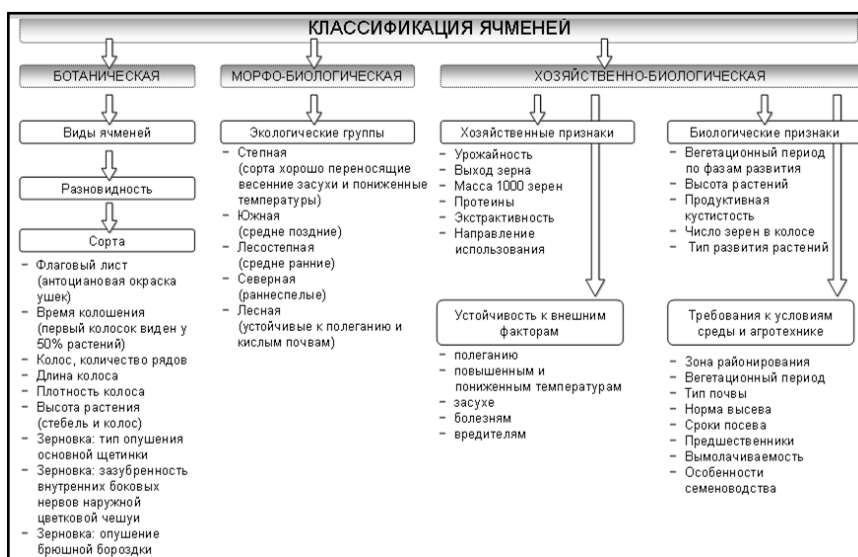 КЛАССИФИКАЦИЯ ЯЧМЕНЕЙ
БОТАНИЧЕСКАЯ
Виды ячменей
Разновидность
Сорта
− Флаговый лист
(антоциановая окраска
ушек)
− Время колошения
(первый колосок виден у
50% растений)
− Колос, количество рядов
− Длина колоса
− Плотность колоса
− Высота растения
(стебель и колос)
− Зерновка: тип опушения
основной щетинки
− Зерновка: зазубренность
внутренних боковых
нервов наружной
цветковой чешуи
− Зерновка: опушение
брюшной бороздки
МОРФО-БИОЛОГИЧЕСКАЯ
Экологические группы
− Степная
(сорта хорошо переносящие
весенние засухи и пониженные
температуры)
− Южная
(средне поздние)
− Лесостепная
(средне ранние)
− Северная
(раннеспелые)
− Лесная
(устойчивые к полеганию и
кислым почвам)
ХОЗЯЙСТВЕННО-БИОЛОГИЧЕСКАЯ
Хозяйственные признаки
− Урожайность
− Выход зерна
− Масса 1000 зерен
− Протеины
− Экстрактивность
− Направление
использования
Устойчивость к внешним
факторам
− полеганию
− повышенным и
пониженным температурам
− засухе
− болезням
− вредителям
Биологические признаки
− Вегетационный период
по фазам развития
− Высота растений
− Продуктивная
кустистость
− Число зерен в колосе
− Тип развития растений
Требования к условиям
среды и агротехнике
− Зона районирования
− Вегетационный период
− Тип почвы
− Норма высева
− Сроки посева
− Предшественники
− Вымолачиваемость
− Особенности
семеноводства